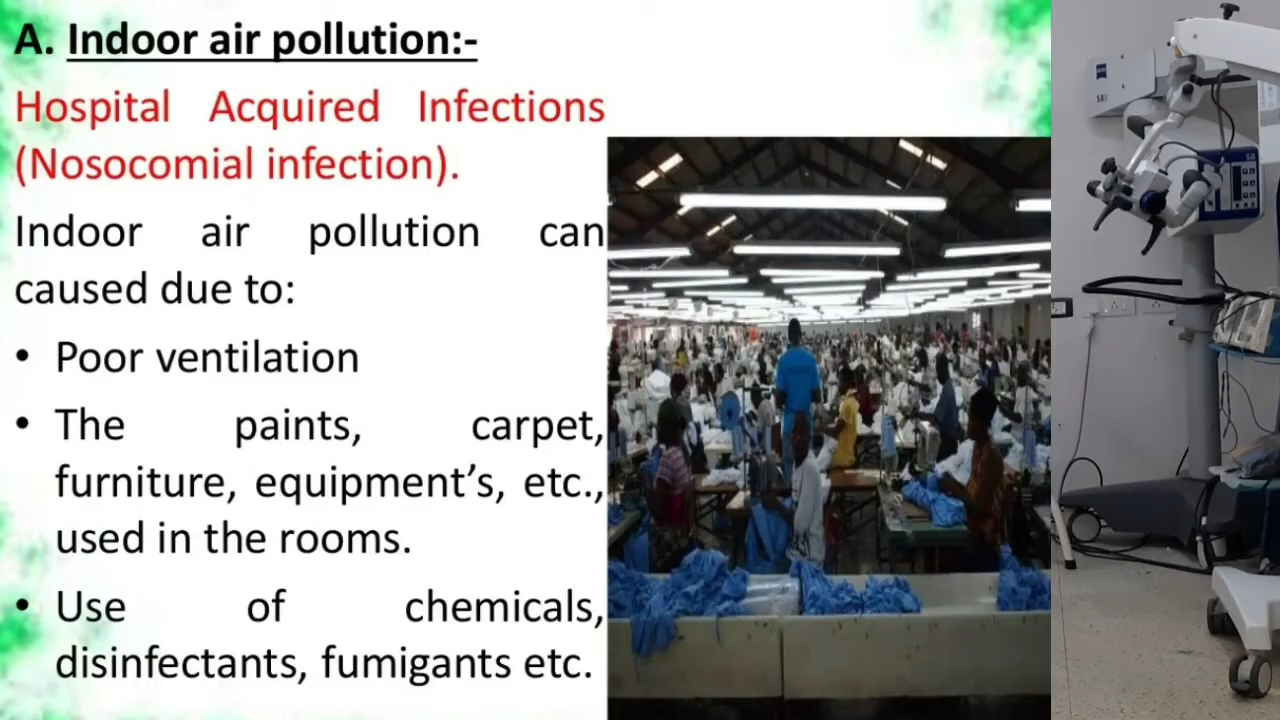 A. Indoor air pollution:-
Hospital Acquired Infections
(Nosocomial infection).
Indoor air pollution can
caused due to:
• Poor ventilation
• The paints, carpet,
furniture, equipment’s, etc.,
used in the rooms.
• Use of chemicals,
disinfectants, fumigants etc.